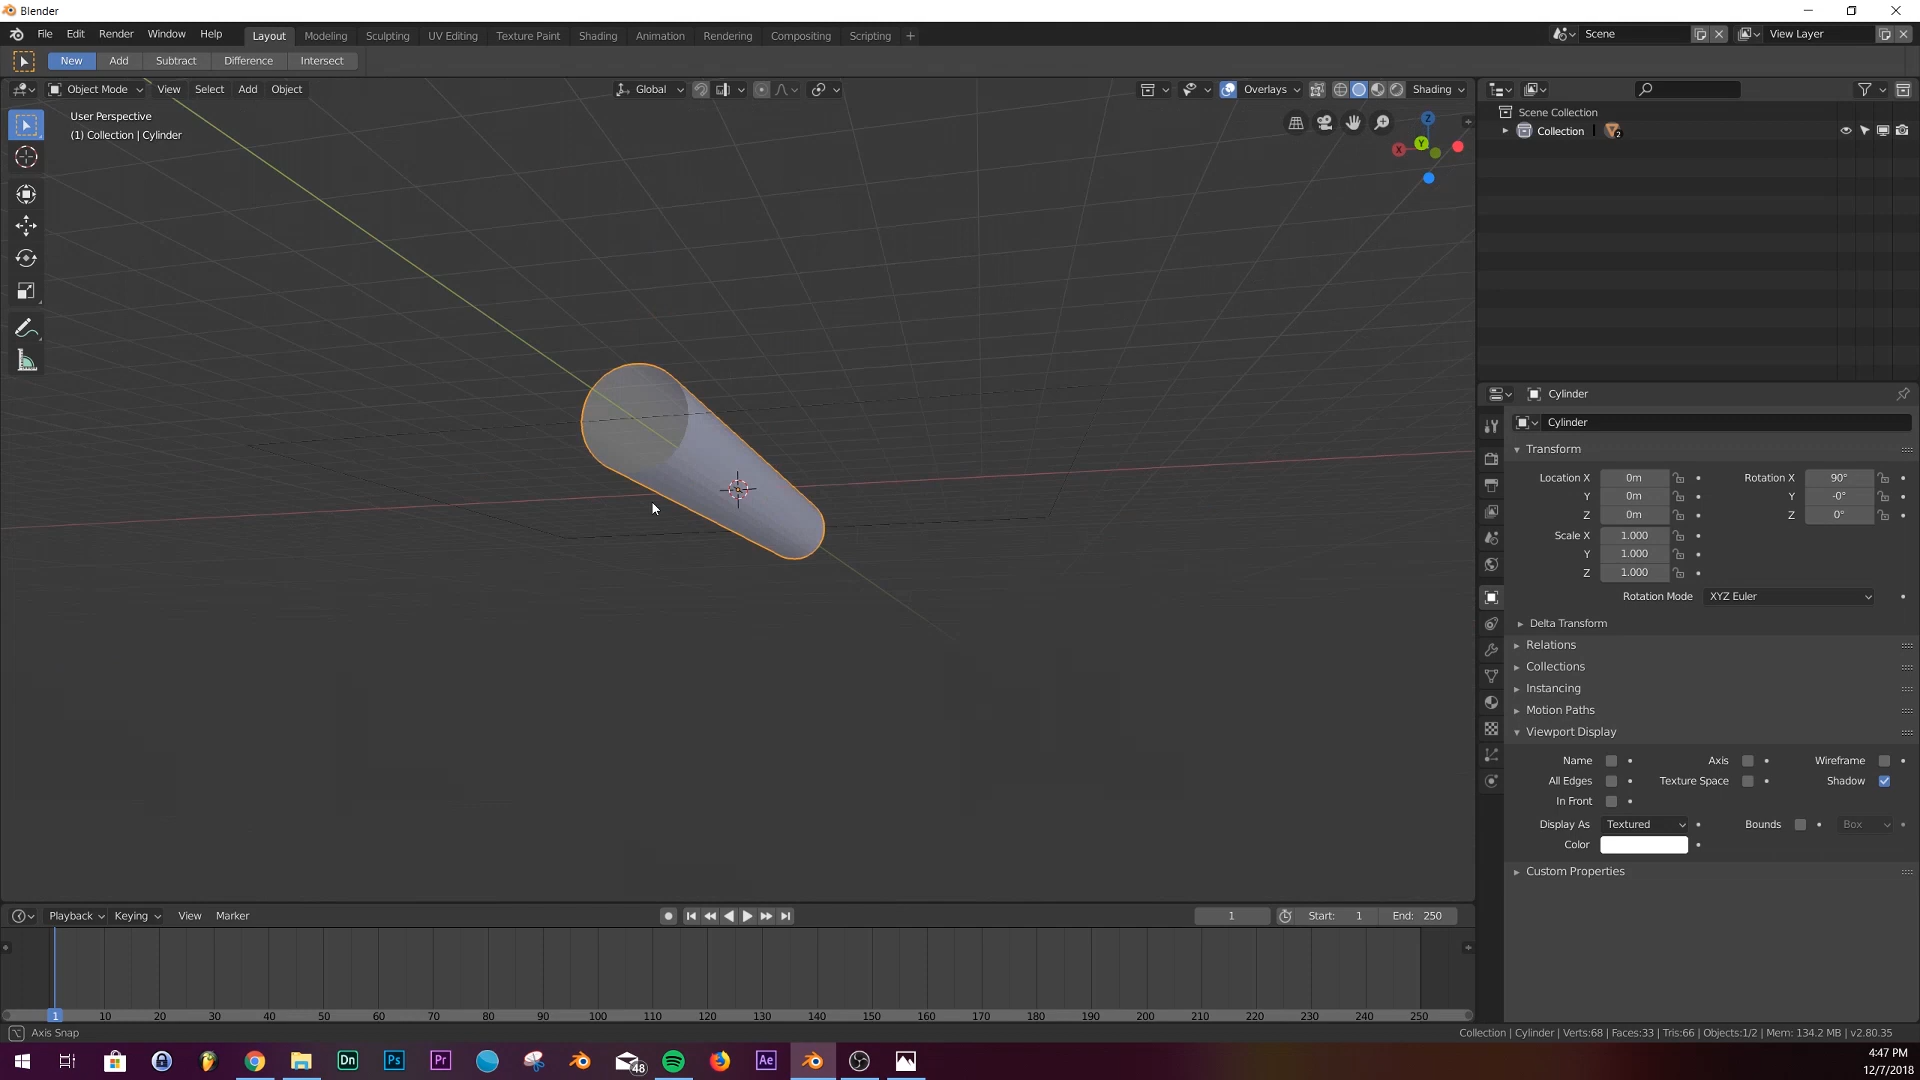 Blender
File Edit Render Window Help Layout Modeling Sculpting UV Editing Texture Paint Shading Animation Rendering Compositing Scripting + Scene View Layer
New Add Subtract Difference Intersect
Object Mode View Select Add Object Global Overlays Shading
User Perspective
(1) Collection | Cylinder
Z
Y
X
Scene Collection
Collection 2
Cylinder
Cylinder
Transform
Location X 0m Rotation X 90°
Y 0m Y -0°
Z 0m Z 0°
Scale X 1.000
Y 1.000
Z 1.000
Rotation Mode XYZ Euler
Delta Transform
Relations
Collections
Instancing
Motion Paths
Viewport Display
Name Axis Wireframe
All Edges Texture Space Shadow
In Front
Display As Textured Bounds Box
Color
Custom Properties
Playback Keying View Marker 1 Start: 1 End: 250
1 10 20 30 40 50 60 70 80 90 100 110 120 130 140 150 160 170 180 190 200 210 220 230 240 250
Axis Snap
Collection | Cylinder | Verts:68 | Faces:33 | Tris:66 | Objects:1/2 | Mem: 134.2 MB | v2.80.35
Dn Ps Pr 48 Ae
4:47 PM
12/7/2018